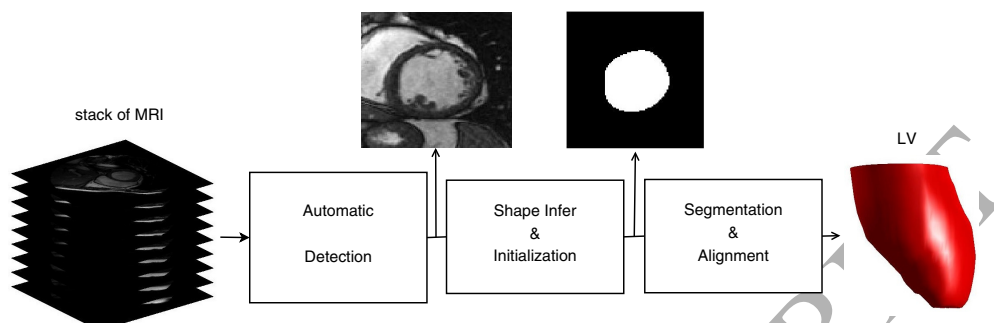 stack of MRI
LV
Automatic
Detection
Shape Infer
&
Initialization
Segmentation
&
Alignment